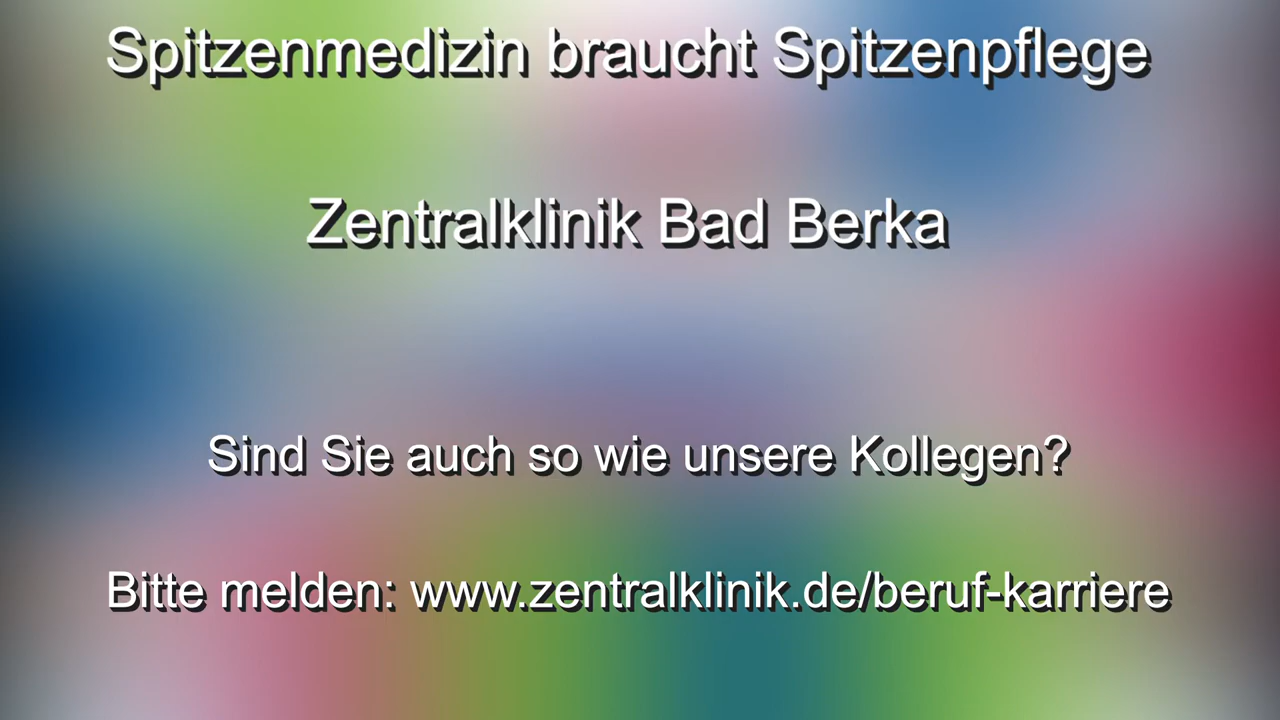 Spitzenmedizin braucht Spitzenpflege
Zentralklinik Bad Berka
Sind Sie auch so wie unsere Kollegen?
Bitte melden: www.zentralklinik.de/beruf-karriere